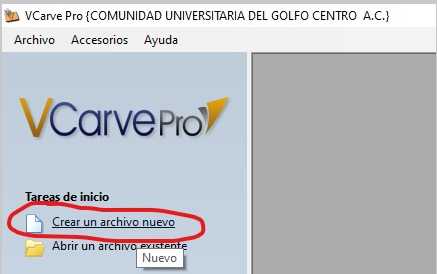 VCarve Pro {COMUNIDAD UNIVERSITARIA DEL GOLFO CENTRO  A.C.}
Archivo Accesorios Ayuda
VCarve Pro
Tareas de inicio
Crear un archivo nuevo
Abrir un archivo existente
Nuevo